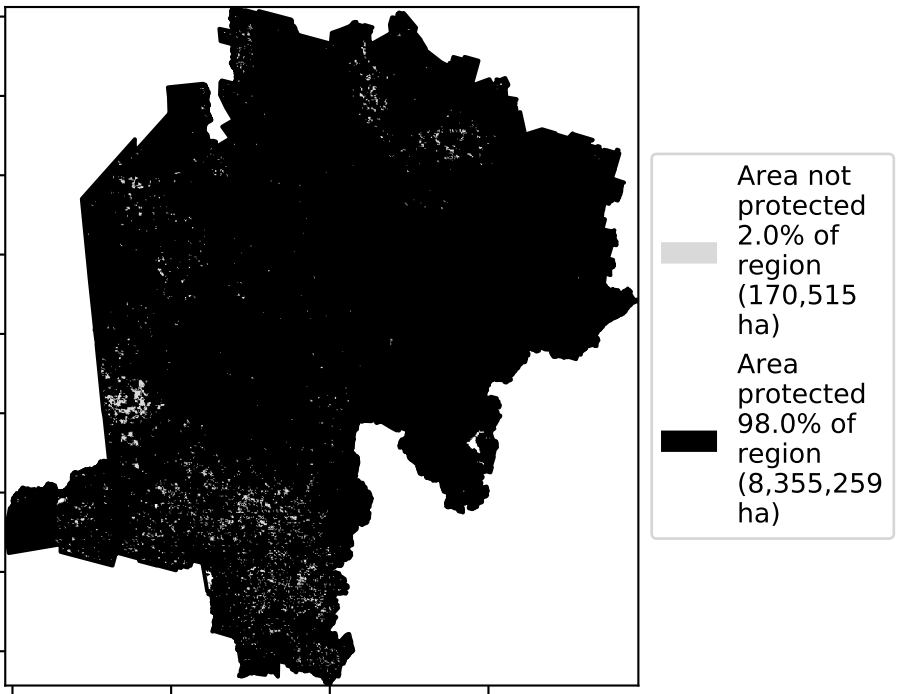 Area not
protected
2.0% of
region
(170,515
ha)
Area
protected
98.0% of
region
(8,355,259
ha)